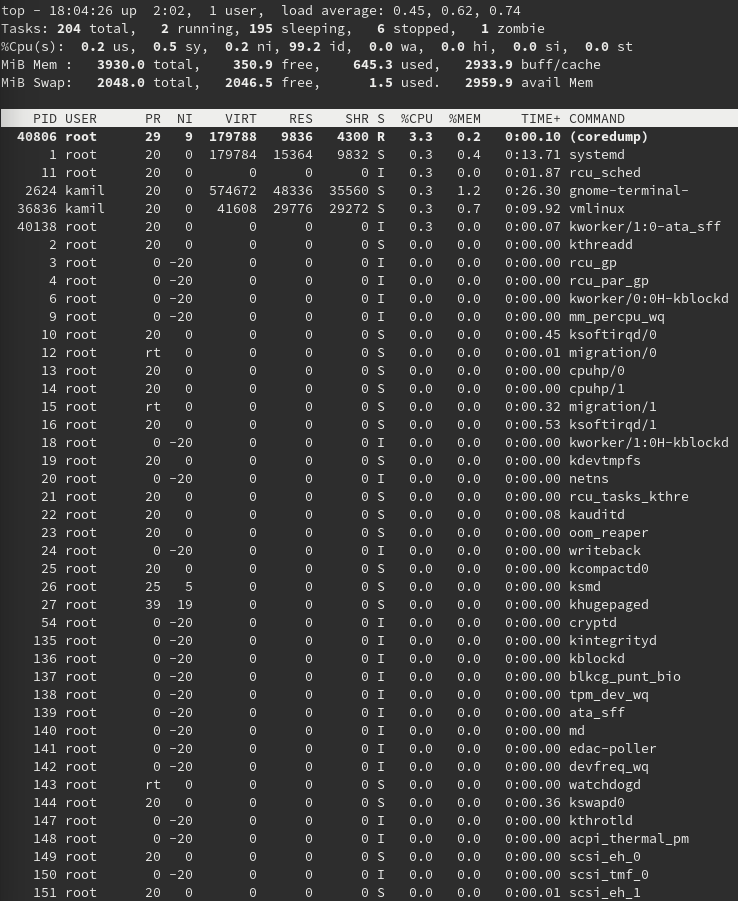 top - 18:04:26 up  2:02,  1 user,  load average: 0.45, 0.62, 0.74
Tasks: 204 total,   2 running, 195 sleeping,   6 stopped,   1 zombie
%Cpu(s):  0.2 us,  0.5 sy,  0.2 ni, 99.2 id,  0.0 wa,  0.0 hi,  0.0 si,  0.0 st
MiB Mem :   3930.0 total,    350.9 free,    645.3 used,   2933.9 buff/cache
MiB Swap:   2048.0 total,   2046.5 free,      1.5 used.   2959.9 avail Mem
PID USER      PR  NI    VIRT    RES    SHR S  %CPU  %MEM     TIME+ COMMAND
40806 root      29   9  179788   9836   4300 R   3.3   0.2   0:00.10 (coredump)
1 root      20   0  179784  15364   9832 S   0.3   0.4   0:13.71 systemd
11 root      20   0       0      0      0 I   0.3   0.0   0:01.87 rcu_sched
2624 kamil     20   0  574672  48336  35560 S   0.3   1.2   0:26.30 gnome-terminal-
36836 kamil     20   0   41608  29776  29272 S   0.3   0.7   0:09.92 vmlinux
40138 root      20   0       0      0      0 I   0.3   0.0   0:00.07 kworker/1:0-ata_sff
2 root      20   0       0      0      0 S   0.0   0.0   0:00.00 kthreadd
3 root       0 -20       0      0      0 I   0.0   0.0   0:00.00 rcu_gp
4 root       0 -20       0      0      0 I   0.0   0.0   0:00.00 rcu_par_gp
6 root       0 -20       0      0      0 I   0.0   0.0   0:00.00 kworker/0:0H-kblockd
9 root       0 -20       0      0      0 I   0.0   0.0   0:00.00 mm_percpu_wq
10 root      20   0       0      0      0 S   0.0   0.0   0:00.45 ksoftirqd/0
12 root      rt   0       0      0      0 S   0.0   0.0   0:00.01 migration/0
13 root      20   0       0      0      0 S   0.0   0.0   0:00.00 cpuhp/0
14 root      20   0       0      0      0 S   0.0   0.0   0:00.00 cpuhp/1
15 root      rt   0       0      0      0 S   0.0   0.0   0:00.32 migration/1
16 root      20   0       0      0      0 S   0.0   0.0   0:00.53 ksoftirqd/1
18 root       0 -20       0      0      0 I   0.0   0.0   0:00.00 kworker/1:0H-kblockd
19 root      20   0       0      0      0 S   0.0   0.0   0:00.00 kdevtmpfs
20 root       0 -20       0      0      0 I   0.0   0.0   0:00.00 netns
21 root      20   0       0      0      0 S   0.0   0.0   0:00.00 rcu_tasks_kthre
22 root      20   0       0      0      0 S   0.0   0.0   0:00.08 kauditd
23 root      20   0       0      0      0 S   0.0   0.0   0:00.00 oom_reaper
24 root       0 -20       0      0      0 I   0.0   0.0   0:00.00 writeback
25 root      20   0       0      0      0 S   0.0   0.0   0:00.00 kcompactd0
26 root      25   5       0      0      0 S   0.0   0.0   0:00.00 ksmd
27 root      39  19       0      0      0 S   0.0   0.0   0:00.00 khugepaged
54 root       0 -20       0      0      0 I   0.0   0.0   0:00.00 cryptd
135 root       0 -20       0      0      0 I   0.0   0.0   0:00.00 kintegrityd
136 root       0 -20       0      0      0 I   0.0   0.0   0:00.00 kblockd
137 root       0 -20       0      0      0 I   0.0   0.0   0:00.00 blkcg_punt_bio
138 root       0 -20       0      0      0 I   0.0   0.0   0:00.00 tpm_dev_wq
139 root       0 -20       0      0      0 I   0.0   0.0   0:00.00 ata_sff
140 root       0 -20       0      0      0 I   0.0   0.0   0:00.00 md
141 root       0 -20       0      0      0 I   0.0   0.0   0:00.00 edac-poller
142 root       0 -20       0      0      0 I   0.0   0.0   0:00.00 devfreq_wq
143 root      rt   0       0      0      0 S   0.0   0.0   0:00.00 watchdogd
144 root      20   0       0      0      0 S   0.0   0.0   0:00.36 kswapd0
147 root       0 -20       0      0      0 I   0.0   0.0   0:00.00 kthrotld
148 root       0 -20       0      0      0 I   0.0   0.0   0:00.00 acpi_thermal_pm
149 root      20   0       0      0      0 S   0.0   0.0   0:00.00 scsi_eh_0
150 root       0 -20       0      0      0 I   0.0   0.0   0:00.00 scsi_tmf_0
151 root      20   0       0      0      0 S   0.0   0.0   0:00.01 scsi_eh_1